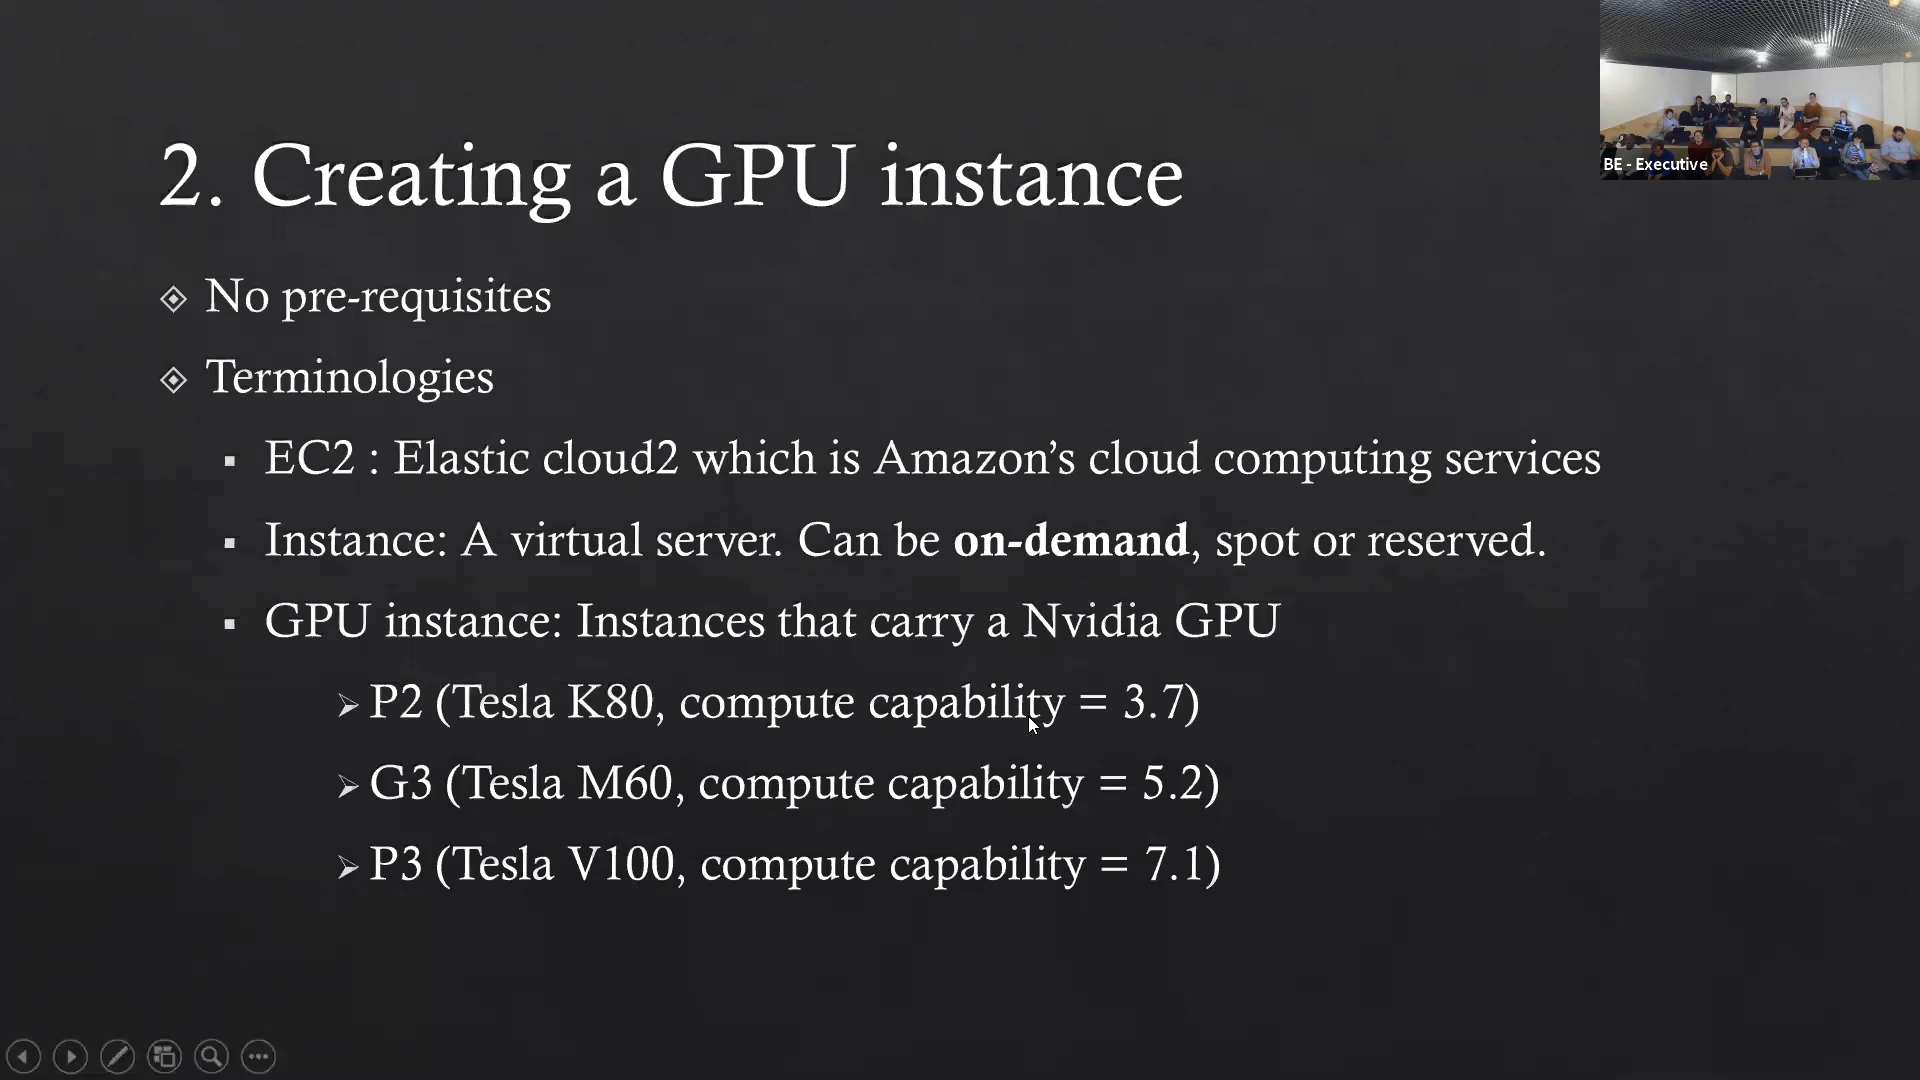 2. Creating a GPU instance
No pre-requisites
Terminologies
EC2 : Elastic cloud2 which is Amazon’s cloud computing services
Instance: A virtual server. Can be on-demand, spot or reserved.
GPU instance: Instances that carry a Nvidia GPU
P2 (Tesla K80, compute capability = 3.7)
G3 (Tesla M60, compute capability = 5.2)
P3 (Tesla V100, compute capability = 7.1)
BE - Executive